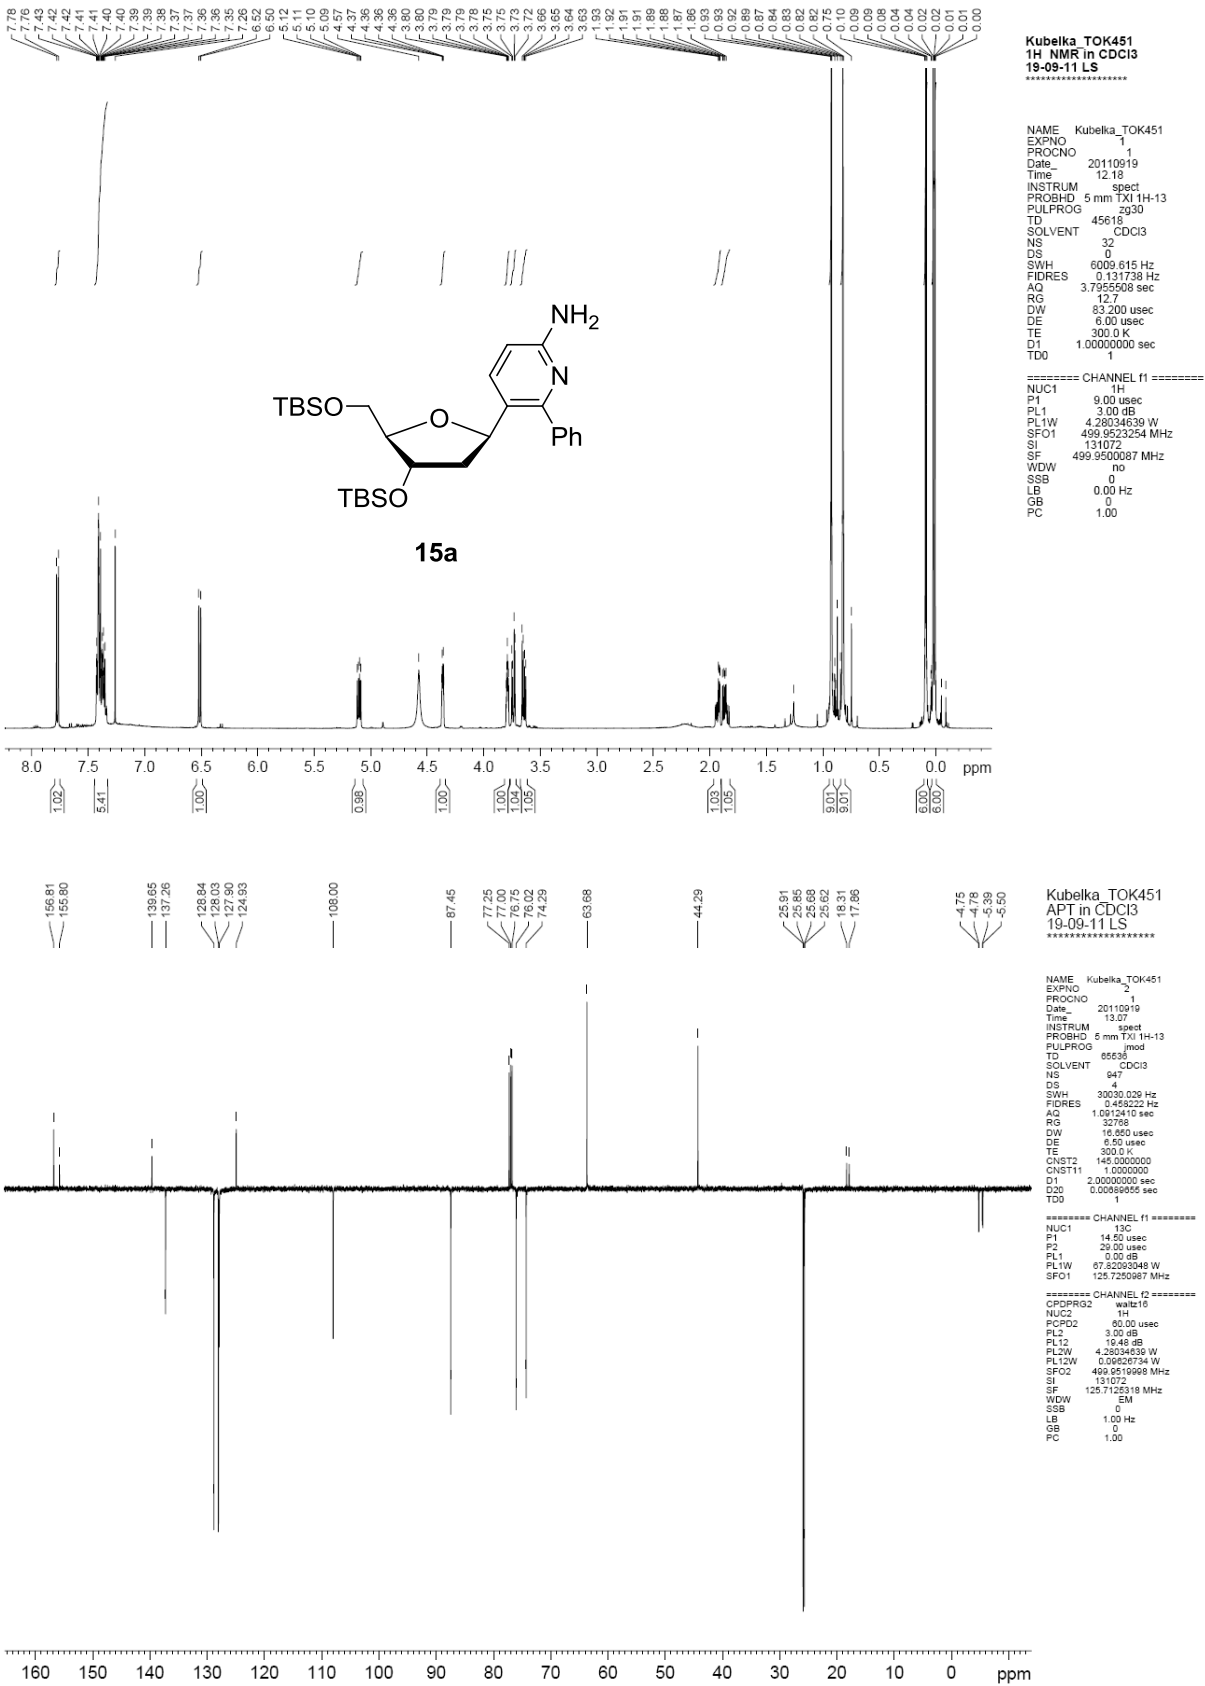 7.78 7.76 7.43 7.42 7.42 7.41 7.41 7.40 7.40 7.39 7.39 7.38 7.37 7.37 7.36 7.36 7.35 7.26 6.52 6.50 5.12 5.11 5.10 5.09 4.57 4.37 4.36 4.36 4.36 3.80 3.80 3.79 3.79 3.79 3.78 3.75 3.75 3.73 3.72 3.66 3.65 3.64 3.63 1.93 1.92 1.91 1.91 1.89 1.88 1.87 1.86 0.93 0.93 0.92 0.89 0.87 0.84 0.83 0.82 0.82 0.75 0.10 0.09 0.09 0.08 0.04 0.04 0.02 0.02 0.01 0.01 0.00
Kubelka_TOK451
1H NMR in CDCl3
19-09-11 LS
********************
NAME Kubelka_TOK451
EXPNO 1
PROCNO 1
Date_ 20110919
Time 12.18
INSTRUM spect
PROBHD 5 mm TXI 1H-13
PULPROG zg30
TD 45618
SOLVENT CDCl3
NS 32
DS 0
SWH 6009.615 Hz
FIDRES 0.131738 Hz
AQ 3.7955508 sec
RG 12.7
DW 83.200 usec
DE 6.00 usec
TE 300.0 K
D1 1.00000000 sec
TD0 1
======== CHANNEL f1 ========
NUC1 1H
P1 9.00 usec
PL1 3.00 dB
PL1W 4.28034639 W
SFO1 499.9523254 MHz
SI 131072
SF 499.9500087 MHz
WDW no
SSB 0
LB 0.00 Hz
GB 0
PC 1.00
NH2
N
TBSO
O
Ph
TBSO
15a
8.0 7.5 7.0 6.5 6.0 5.5 5.0 4.5 4.0 3.5 3.0 2.5 2.0 1.5 1.0 0.5 0.0 ppm
1.02 5.41 1.00 0.98 1.00 1.00 1.04 1.05 1.03 1.05 9.01 9.01 6.00 6.00
156.81 155.80 139.65 137.26 128.84 128.03 127.90 124.93 108.00 87.45 77.25 77.00 76.75 76.02 74.29 63.68 44.29 25.91 25.85 25.68 25.62 18.31 17.86 -4.75 -4.78 -5.39 -5.50
Kubelka_TOK451
APT in CDCl3
19-09-11 LS
*******************
NAME Kubelka_TOK451
EXPNO 2
PROCNO 1
Date_ 20110919
Time 13.07
INSTRUM spect
PROBHD 5 mm TXI 1H-13
PULPROG jmod
TD 65536
SOLVENT CDCl3
NS 947
DS 4
SWH 30030.029 Hz
FIDRES 0.458222 Hz
AQ 1.0912410 sec
RG 32768
DW 16.650 usec
DE 6.50 usec
TE 300.0 K
CNST2 145.0000000
CNST11 1.0000000
D1 2.00000000 sec
D20 0.00689655 sec
TD0 1
======== CHANNEL f1 ========
NUC1 13C
P1 14.50 usec
P2 29.00 usec
PL1 0.00 dB
PL1W 67.82093048 W
SFO1 125.7250987 MHz
======== CHANNEL f2 ========
CPDPRG2 waltz16
NUC2 1H
PCPD2 80.00 usec
PL2 3.00 dB
PL12 19.48 dB
PL2W 4.28034639 W
PL12W 0.09626734 W
SFO2 499.9519998 MHz
SI 131072
SF 125.7125318 MHz
WDW EM
SSB 0
LB 1.00 Hz
GB 0
PC 1.00
160 150 140 130 120 110 100 90 80 70 60 50 40 30 20 10 0 ppm